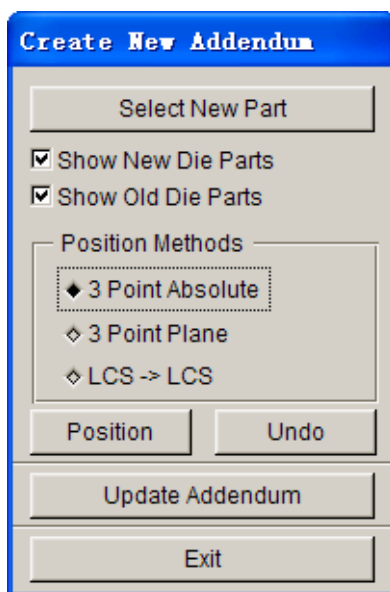 Create New Addendum
Select New Part
Show New Die Parts
Show Old Die Parts
Position Methods
3 Point Absolute
3 Point Plane
LCS -> LCS
Position Undo
Update Addendum
Exit